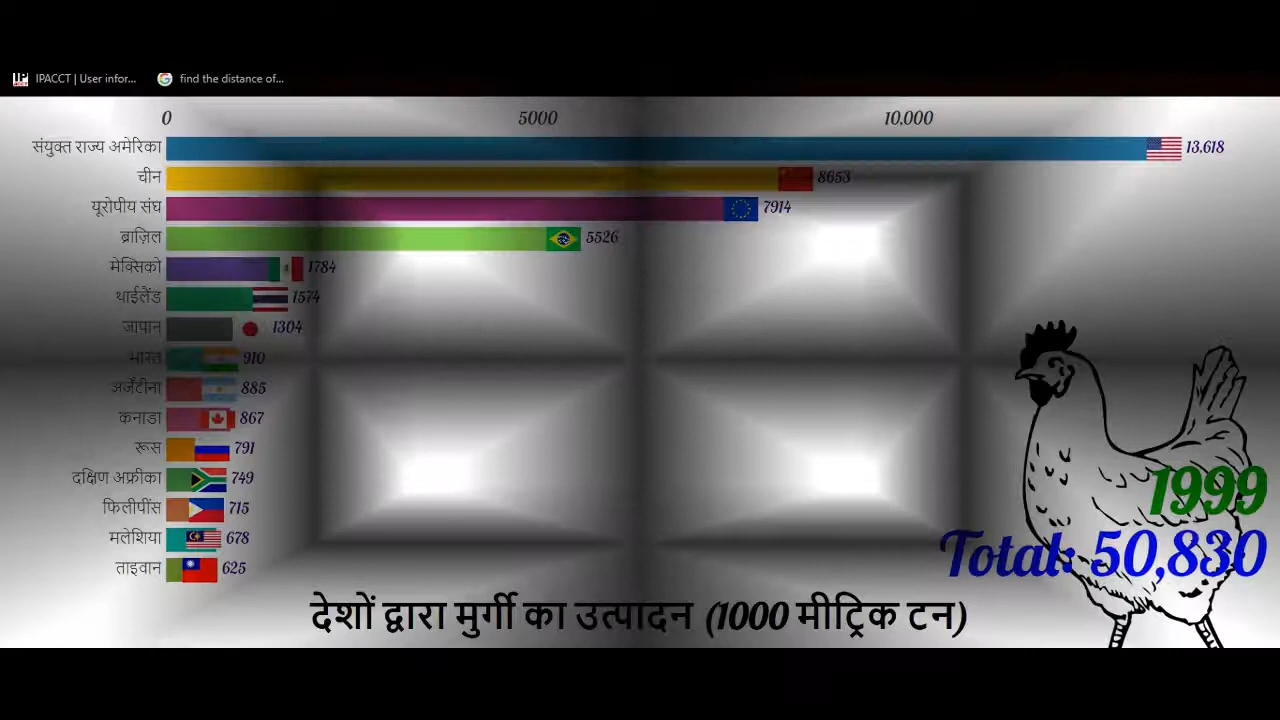 IPACCT | User infor...
find the distance of...
0 5000 10,000
संयुक्त राज्य अमेरिका 13,618
चीन 8653
यूरोपीय संघ 7914
ब्राज़िल 5526
मेक्सिको 1784
थाईलैंड 1574
जापान 1304
भारत 910
अर्जेंटीना 885
कनाडा 867
रूस 791
दक्षिण अफ्रीका 749
फिलीपींस 715
मलेशिया 678
ताइवान 625
1999
Total: 50,830
देशों द्वारा मुर्गी का उत्पादन (1000 मीट्रिक टन)